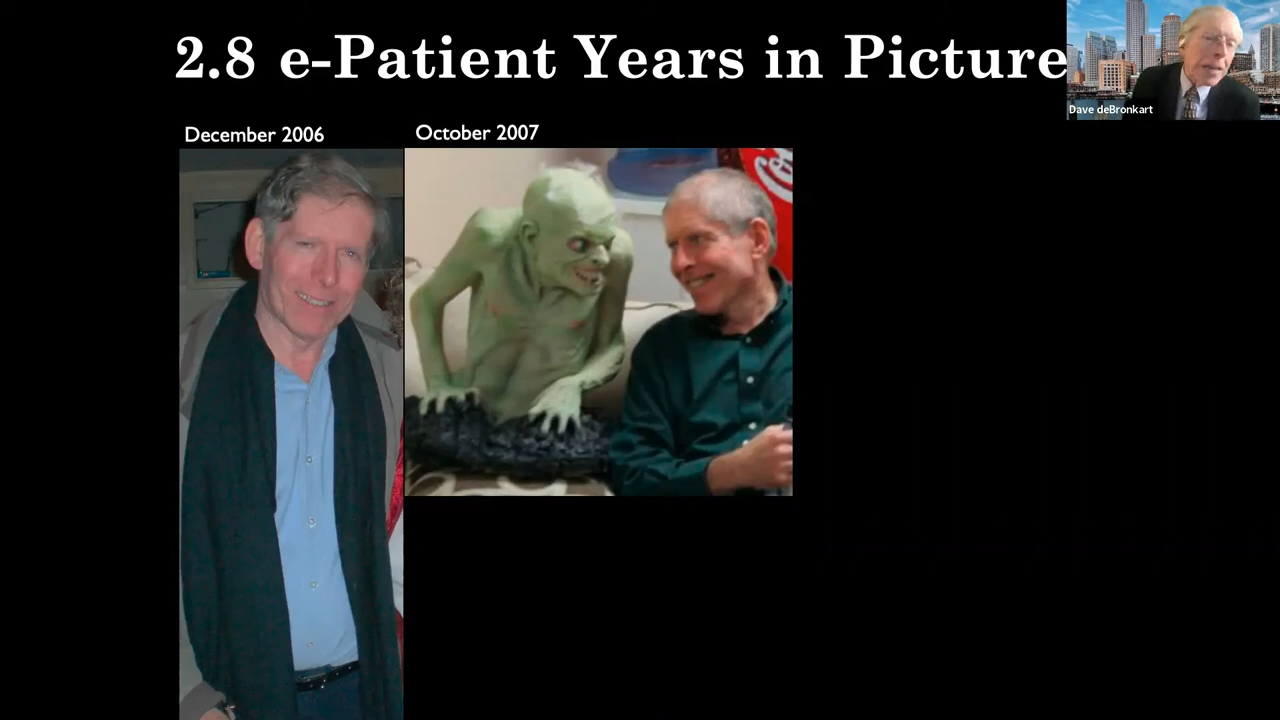 2.8 e-Patient Years in Picture
Dave deBronkart
December 2006
October 2007